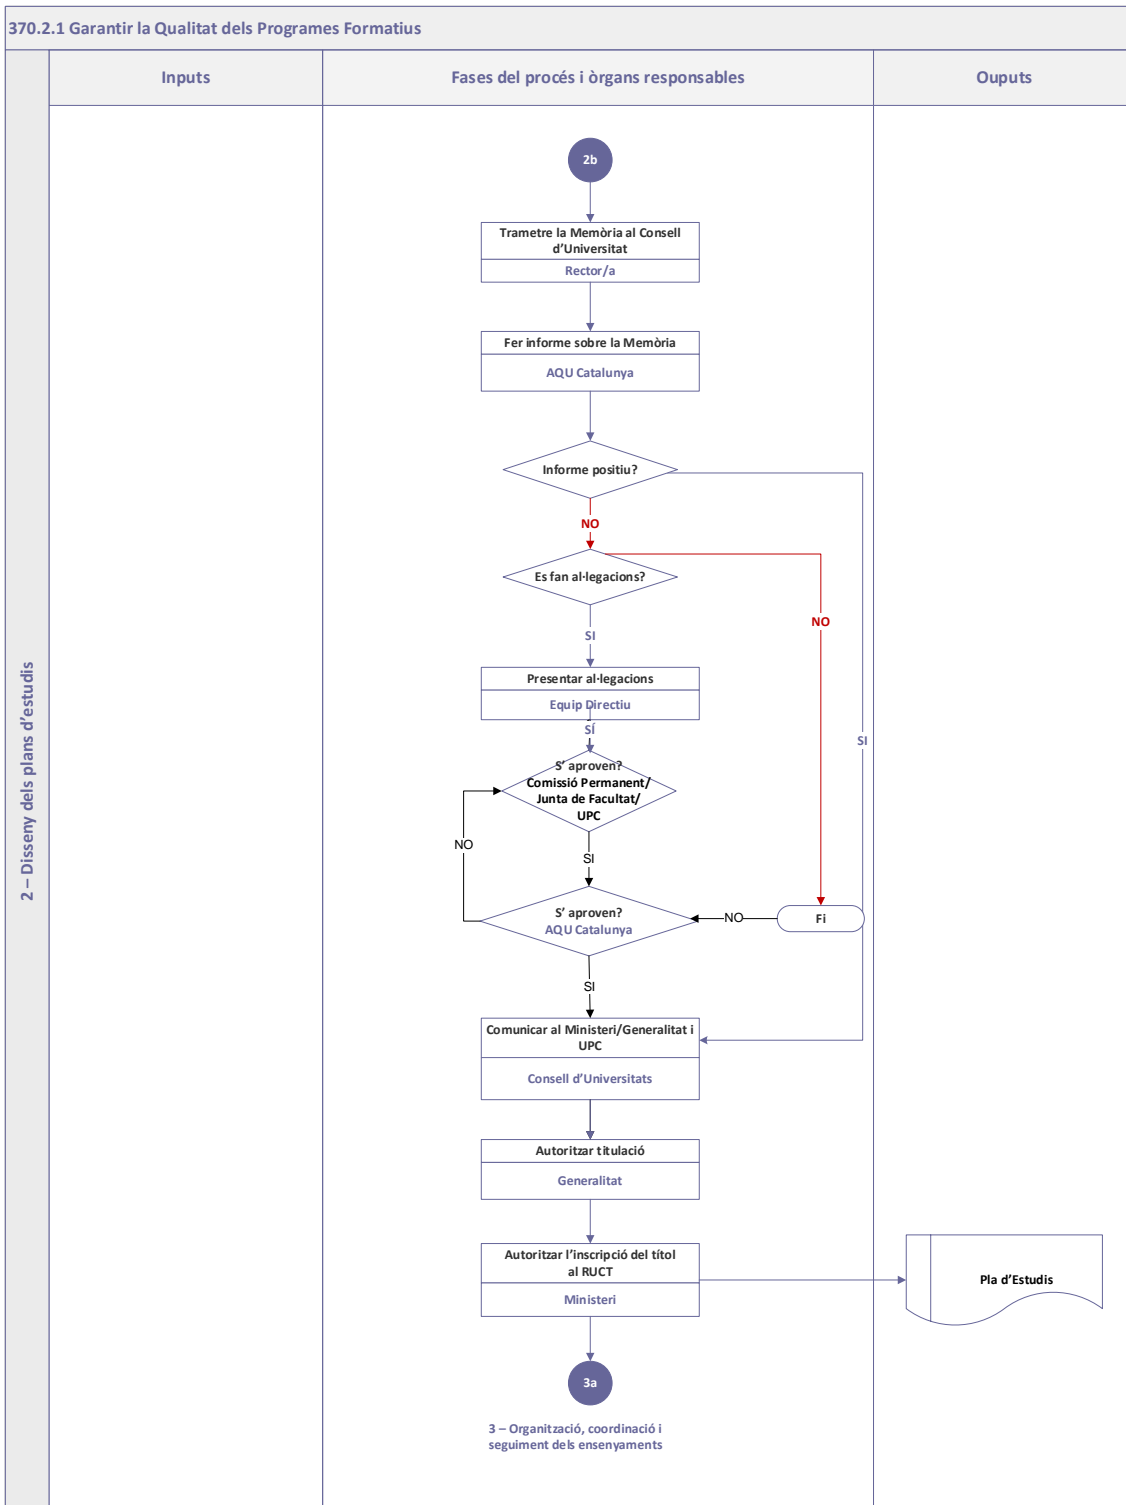 370.2.1 Garantir la Qualitat dels Programes Formatius
Inputs
Fases del procés i òrgans responsables
Ouputs
2 – Disseny dels plans d'estudis
2b
Trametre la Memòria al Consell
d'Universitat
Rector/a
Fer informe sobre la Memòria
AQU Catalunya
Informe positiu?
NO
Es fan al·legacions?
NO
SI
Presentar al·legacions
Equip Directiu
SÍ
SI
S' aproven?
Comissió Permanent/
Junta de Facultat/
UPC
NO
SI
S' aproven?
AQU Catalunya
NO
Fi
SI
Comunicar al Ministeri/Generalitat i
UPC
Consell d'Universitats
Autoritzar titulació
Generalitat
Autoritzar l'inscripció del títol
al RUCT
Ministeri
Pla d'Estudis
3a
3 – Organització, coordinació i
seguiment dels ensenyaments